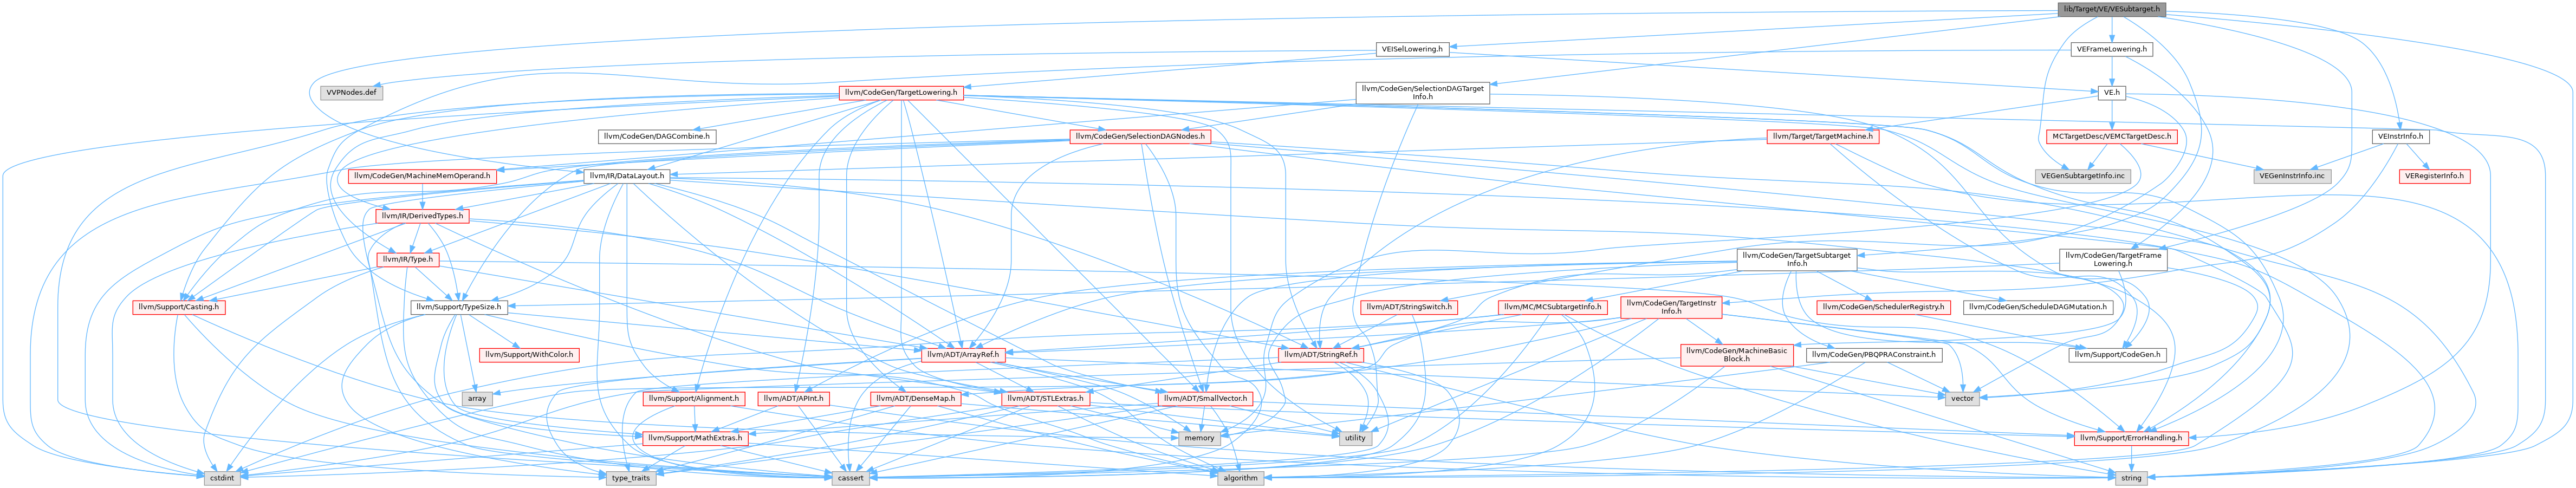 lib/Target/VE/VESubtarget.h
VEISelLowering.h
VEFrameLowering.h
VVPNodes.def
llvm/CodeGen/TargetLowering.h
llvm/CodeGen/SelectionDAGTarget
Info.h
VE.h
llvm/CodeGen/DAGCombine.h
llvm/CodeGen/SelectionDAGNodes.h
llvm/Target/TargetMachine.h
MCTargetDesc/VEMCTargetDesc.h
VEInstrInfo.h
llvm/CodeGen/MachineMemOperand.h
llvm/IR/DataLayout.h
VEGenSubtargetInfo.inc
VEGenInstrInfo.inc
VERegisterInfo.h
llvm/IR/DerivedTypes.h
llvm/IR/Type.h
llvm/CodeGen/TargetSubtarget
Info.h
llvm/CodeGen/TargetFrame
Lowering.h
llvm/Support/Casting.h
llvm/Support/TypeSize.h
llvm/ADT/StringSwitch.h
llvm/MC/MCSubtargetInfo.h
llvm/CodeGen/TargetInstr
Info.h
llvm/CodeGen/SchedulerRegistry.h
llvm/CodeGen/ScheduleDAGMutation.h
llvm/Support/WithColor.h
llvm/ADT/ArrayRef.h
llvm/ADT/StringRef.h
llvm/CodeGen/MachineBasic
Block.h
llvm/CodeGen/PBQPRAConstraint.h
llvm/Support/CodeGen.h
array
llvm/Support/Alignment.h
llvm/ADT/APInt.h
llvm/ADT/DenseMap.h
llvm/ADT/STLExtras.h
llvm/ADT/SmallVector.h
vector
llvm/Support/MathExtras.h
memory
utility
llvm/Support/ErrorHandling.h
cstdint
type_traits
cassert
algorithm
string